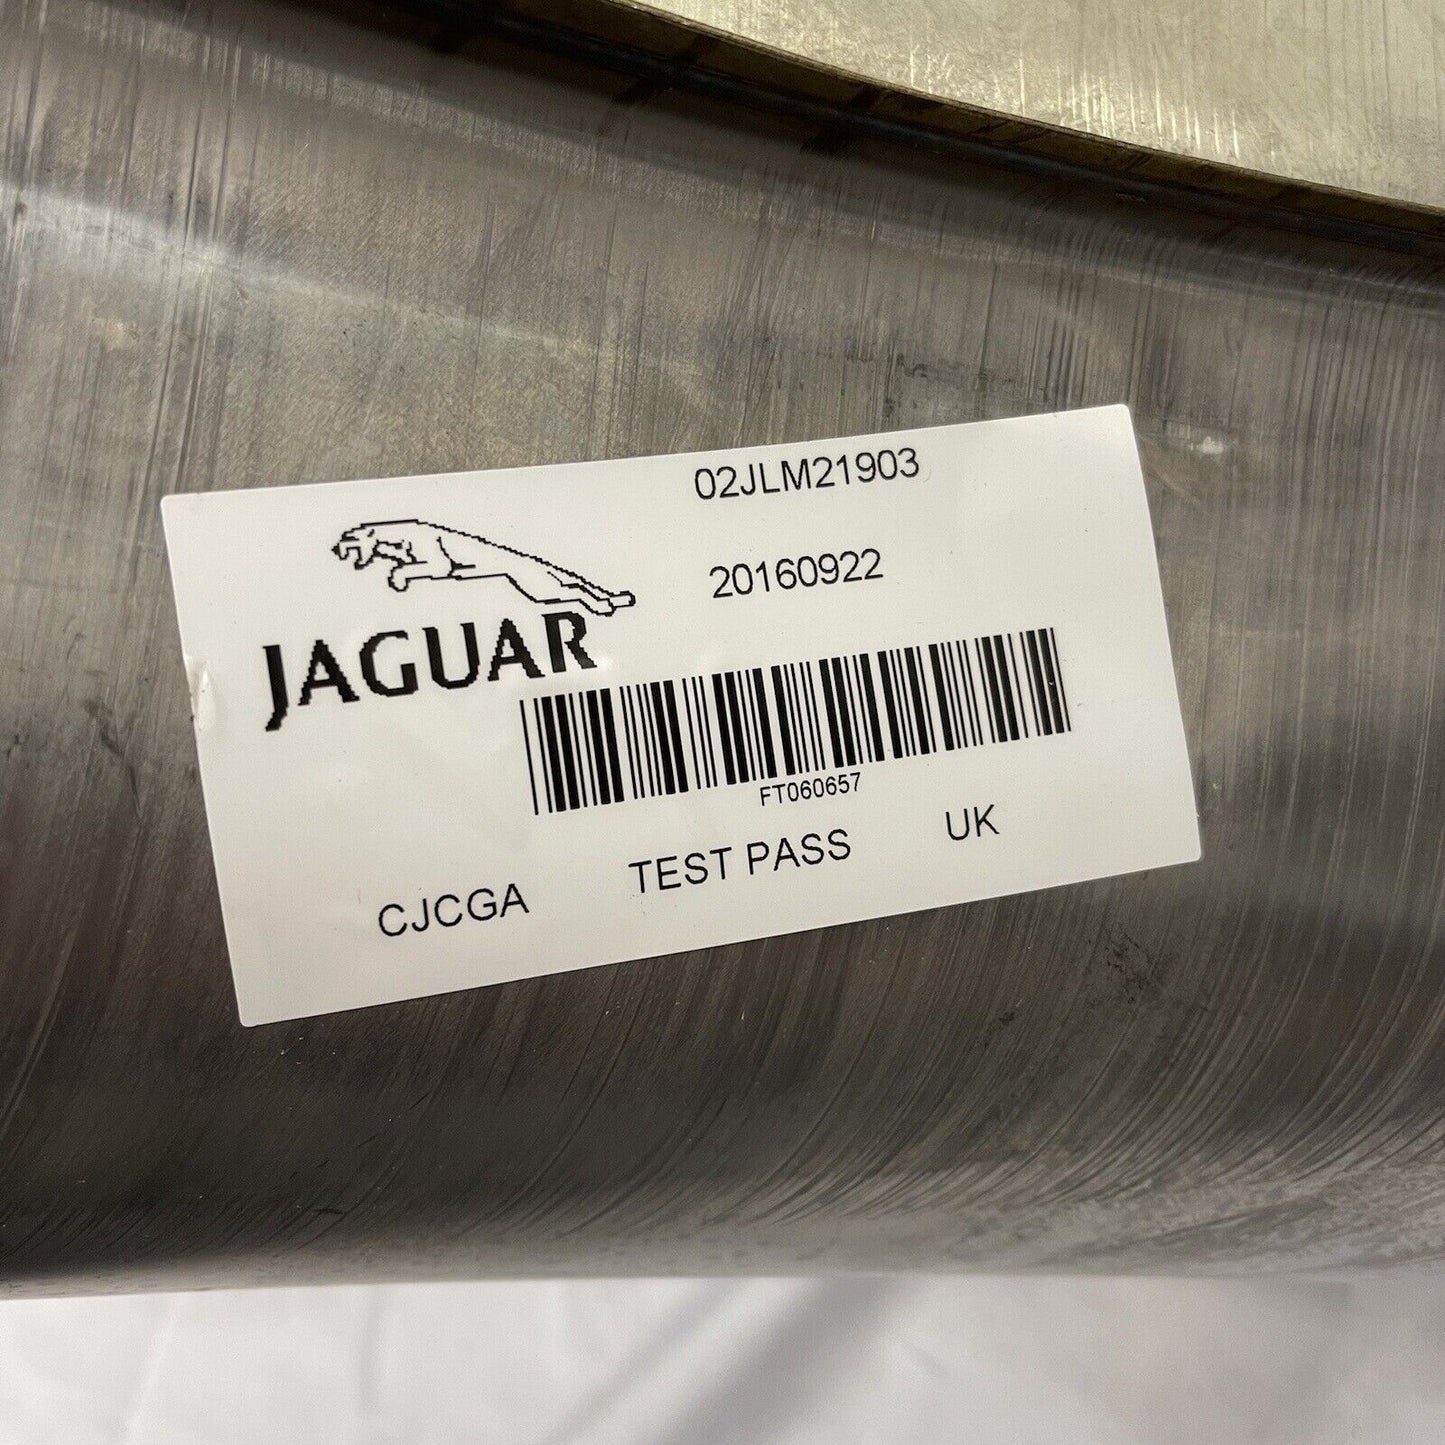 02JLM21903
20160922
JAGUAR
FT060657
CJCGA TEST PASS UK